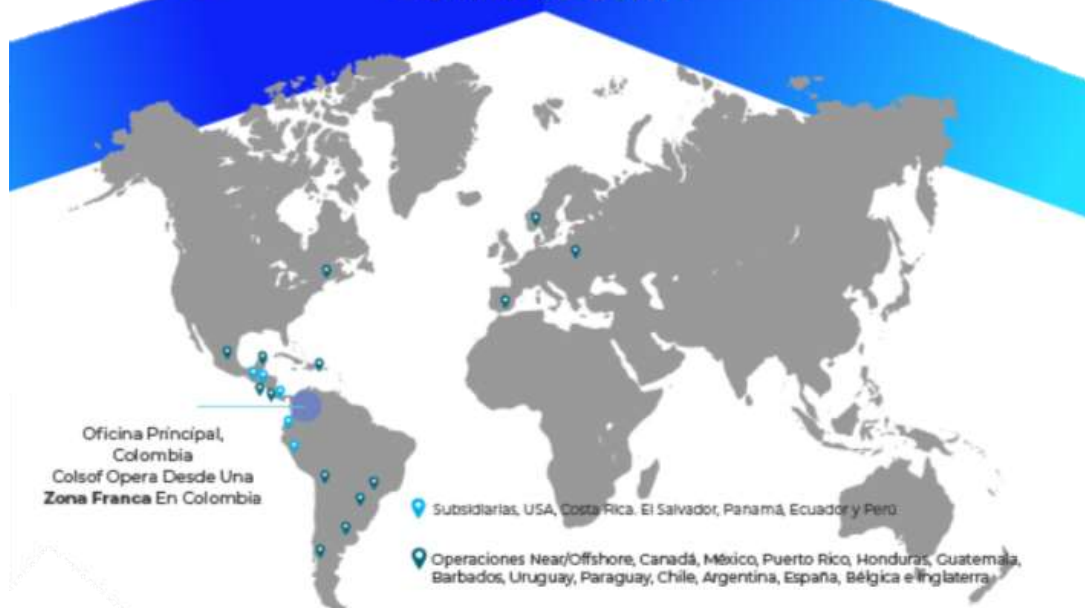 Oficina Principal,
Colombia
Colsof Opera Desde Una
Zona Franca En Colombia
Subsidiarias, USA, Costa Rica. El Salvador, Panamá, Ecuador y Perú
Operaciones Near/Offshore, Canadá, México, Puerto Rico, Honduras, Guatemala,
Barbados, Uruguay, Paraguay, Chile, Argentina, España, Bélgica e Inglaterra